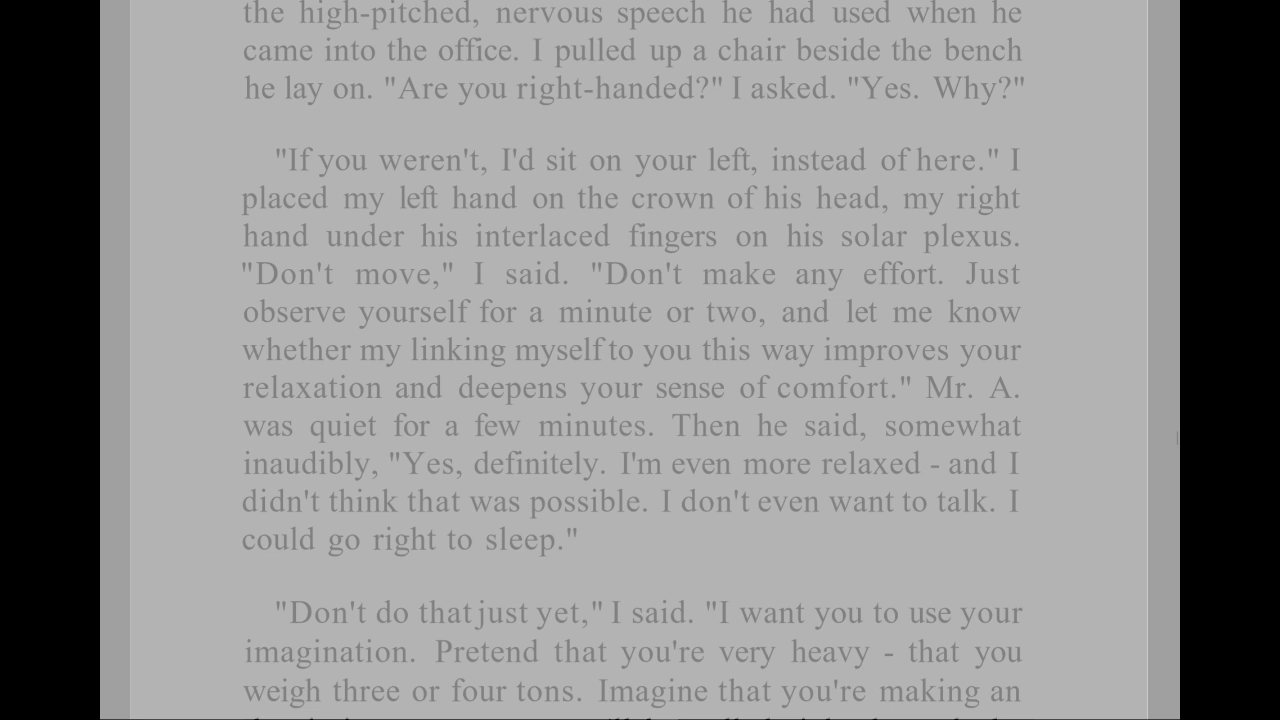 the high-pitched, nervous speech he had used when he
came into the office. I pulled up a chair beside the bench
he lay on. "Are you right-handed?" I asked. "Yes. Why?"
"If you weren't, I'd sit on your left, instead of here." I
placed my left hand on the crown of his head, my right
hand under his interlaced fingers on his solar plexus.
"Don't move," I said. "Don't make any effort. Just
observe yourself for a minute or two, and let me know
whether my linking myself to you this way improves your
relaxation and deepens your sense of comfort." Mr. A.
was quiet for a few minutes. Then he said, somewhat
inaudibly, "Yes, definitely. I'm even more relaxed - and I
didn't think that was possible. I don't even want to talk. I
could go right to sleep."
"Don't do that just yet," I said. "I want you to use your
imagination. Pretend that you're very heavy - that you
weigh three or four tons. Imagine that you're making an